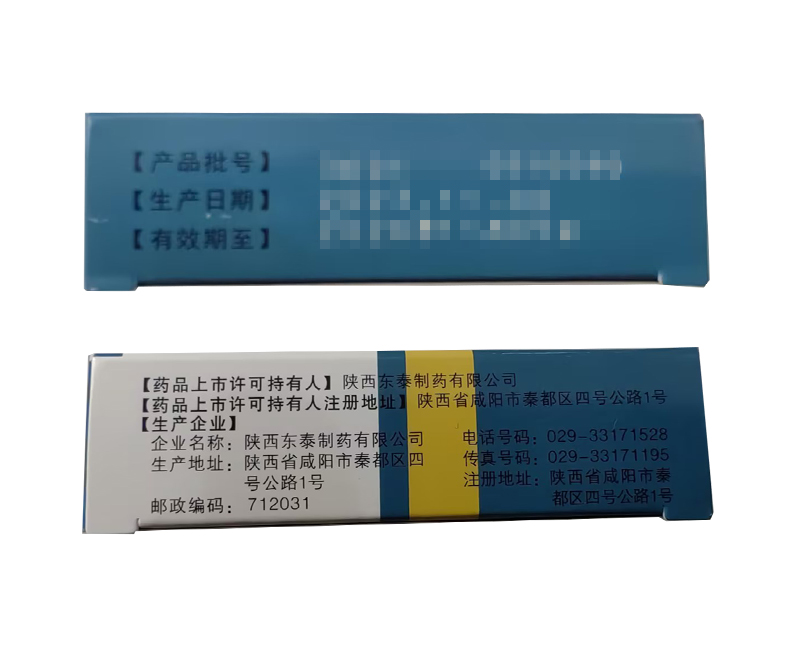 【产品批号】
【生产日期】
【有效期至】
【药品上市许可持有人】陕西东泰制药有限公司
【药品上市许可持有人注册地址】陕西省咸阳市秦都区四号公路1号
【生产企业】
企业名称：陕西东泰制药有限公司 电话号码：029-33171528
生产地址：陕西省咸阳市秦都区四 传真号码：029-33171195
号公路1号 注册地址：陕西省咸阳市秦
邮政编码：712031 都区四号公路1号